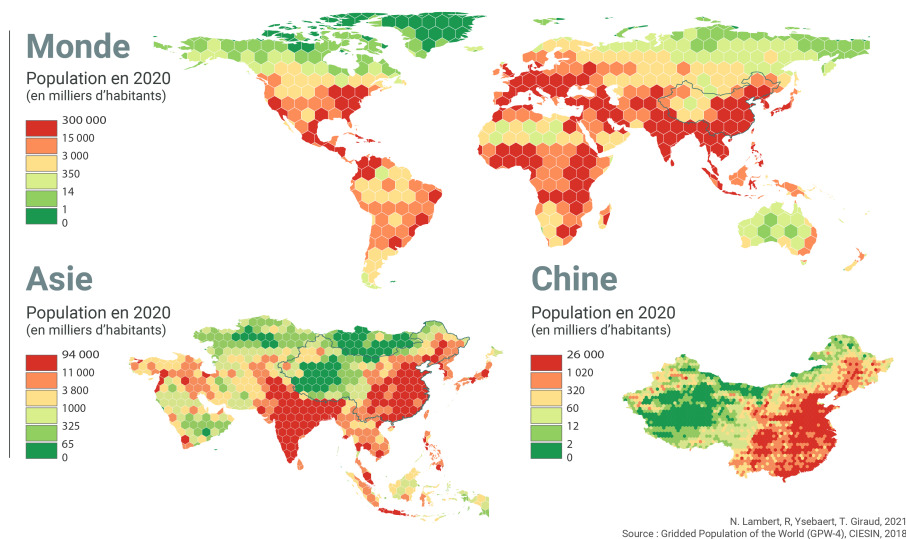 Monde
Population en 2020
(en milliers d'habitants)
300 000
15 000
3 000
350
14
1
0
Asie
Population en 2020
(en milliers d'habitants)
94 000
11 000
3 800
1000
325
65
0
Chine
Population en 2020
(en milliers d'habitants)
26 000
1 020
320
60
12
2
0
N. Lambert, R, Ysebaert, T. Giraud, 2021
Source : Gridded Population of the World (GPW-4), CIESIN, 2018